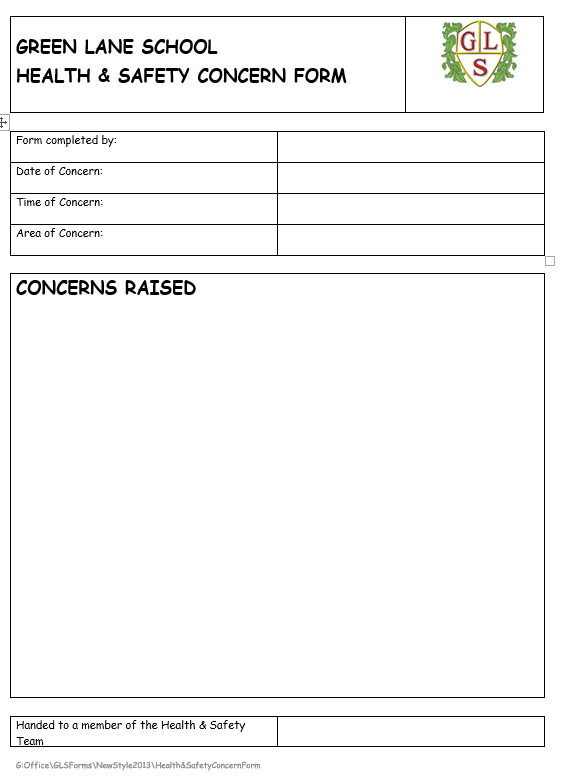 GREEN LANE SCHOOL
HEALTH & SAFETY CONCERN FORM
G L
S
Form completed by:
Date of Concern:
Time of Concern:
Area of Concern:
CONCERNS RAISED
Handed to a member of the Health & Safety
Team
G:Office\GLSForms\NewStyle2013\Health&SafetyConcernForm